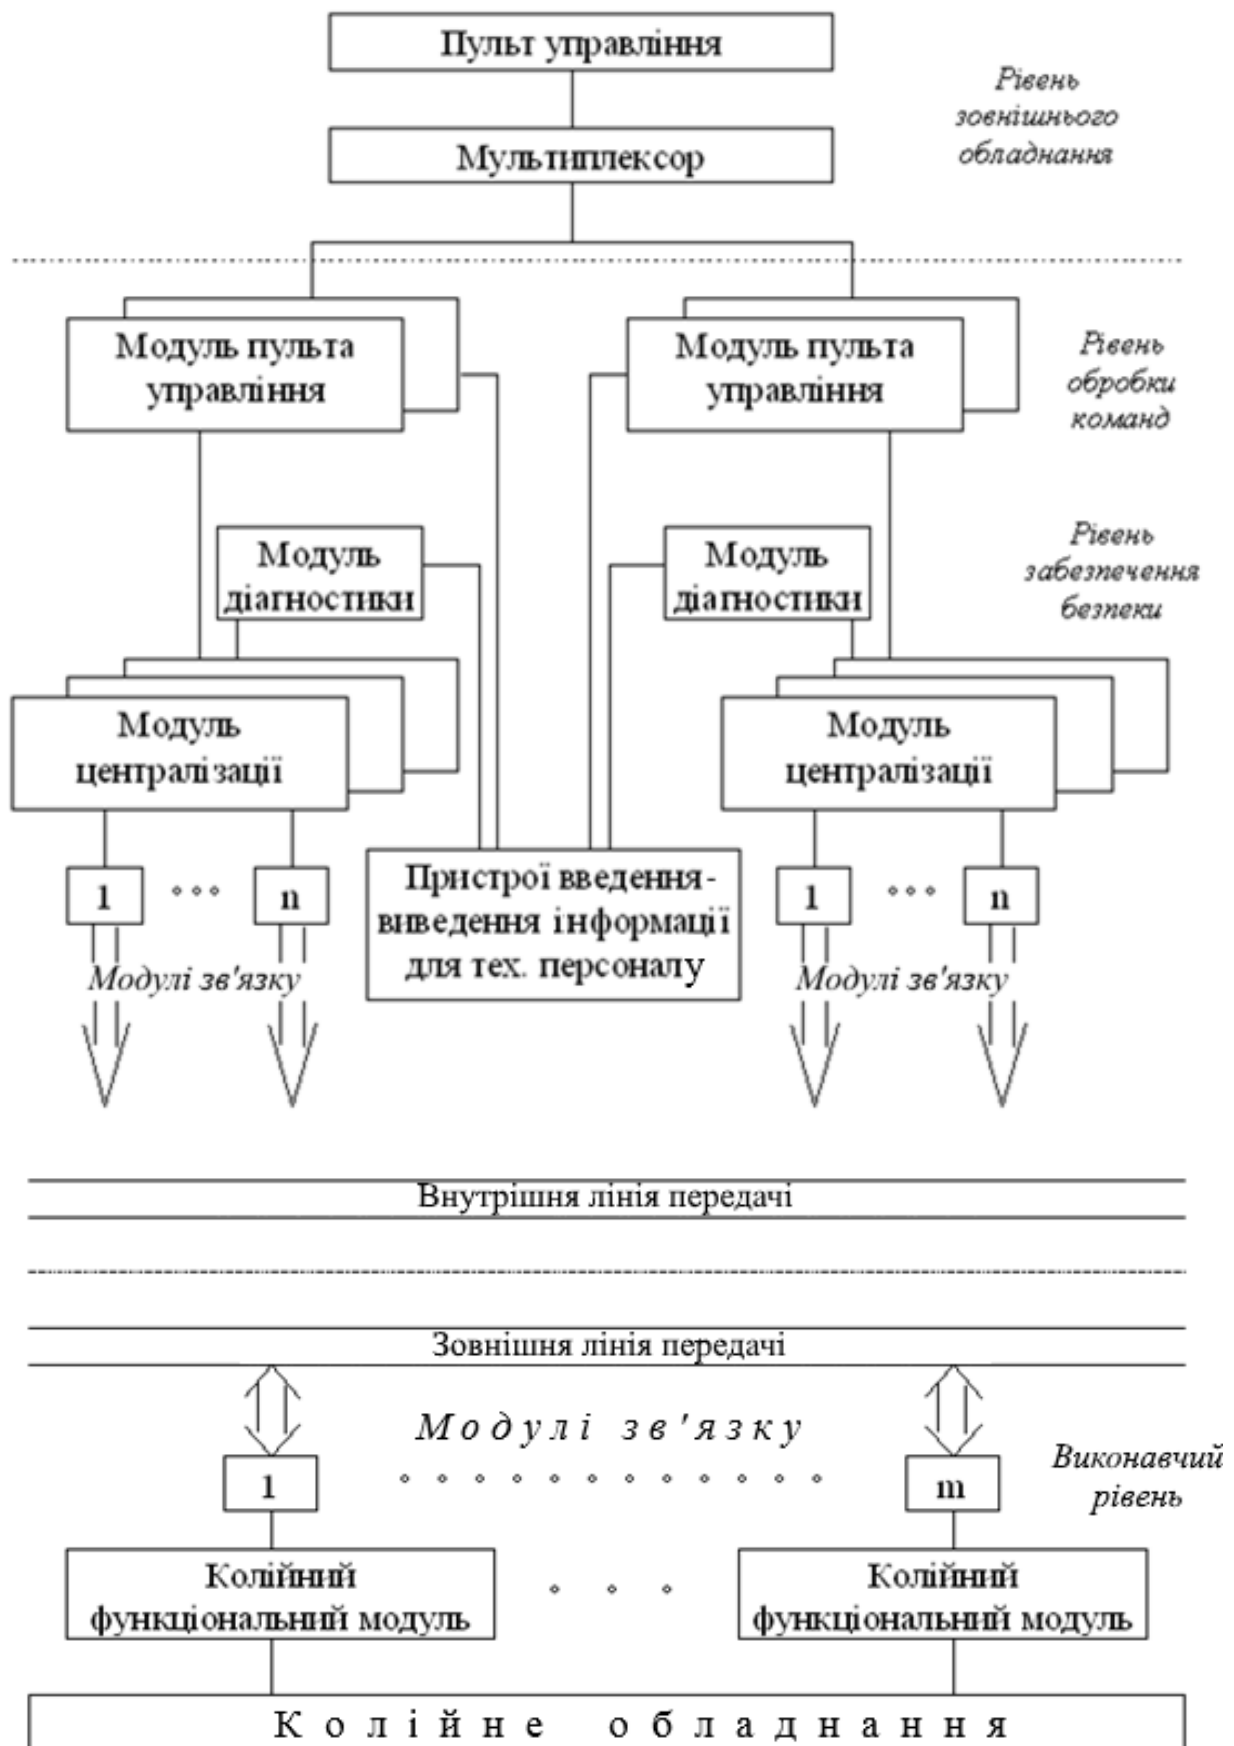 Пульт управління
Рівень
зовнішнього
обладнання
Мультиплексор
Модуль пульта
управління
Модуль пульта
управління
Рівень
обробки
команд
Модуль
діагностики
Модуль
діагностики
Рівень
забезпечення
безпеки
Модуль
централізації
Модуль
централізації
1 n
Пристрої введення-
виведення інформації
для тех. персоналу
1 n
Модулі зв'язку
Модулі зв'язку
Внутрішня лінія передачі
Зовнішня лінія передачі
Модулі зв'язку
1 m
Виконавчий
рівень
Колійний
функціональний модуль
Колійний
функціональний модуль
Колійне обладнання